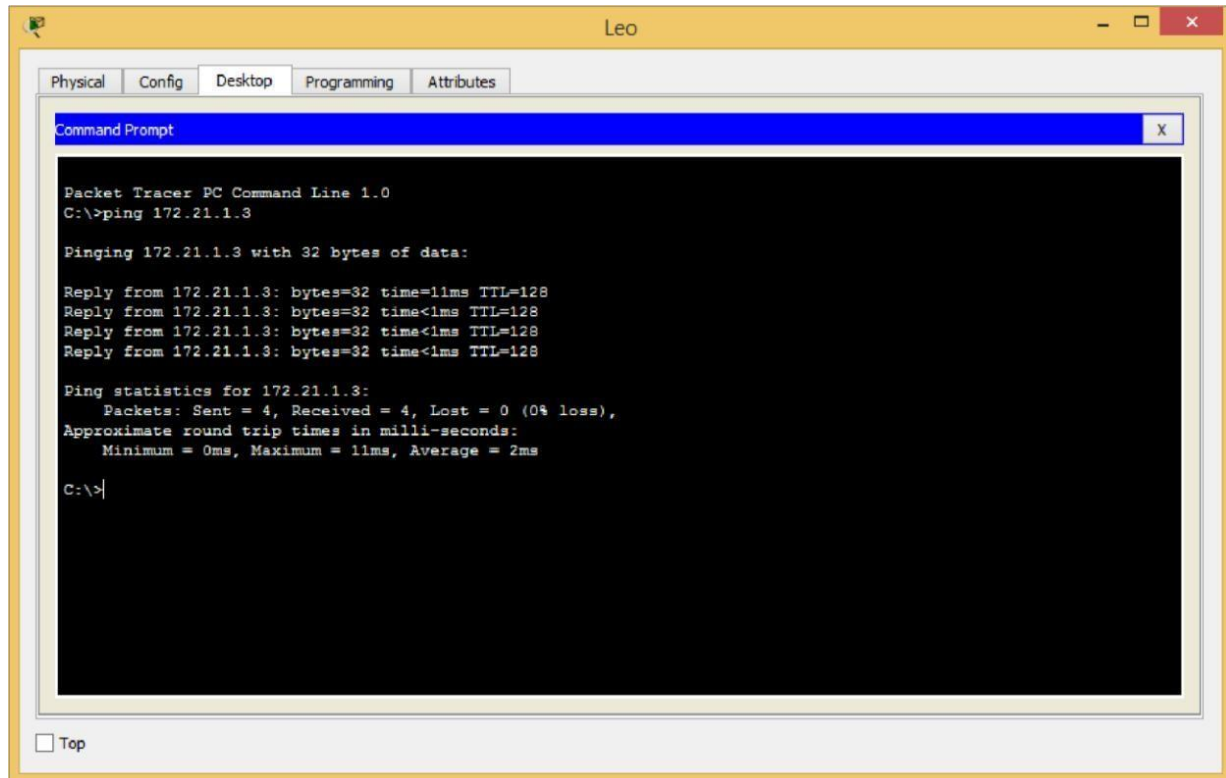 Leo
Physical Config Desktop Programming Attributes
Command Prompt X
Packet Tracer PC Command Line 1.0
C:\>ping 172.21.1.3
Pinging 172.21.1.3 with 32 bytes of data:
Reply from 172.21.1.3: bytes=32 time=11ms TTL=128
Reply from 172.21.1.3: bytes=32 time<1ms TTL=128
Reply from 172.21.1.3: bytes=32 time<1ms TTL=128
Reply from 172.21.1.3: bytes=32 time<1ms TTL=128
Ping statistics for 172.21.1.3:
Packets: Sent = 4, Received = 4, Lost = 0 (0% loss),
Approximate round trip times in milli-seconds:
Minimum = 0ms, Maximum = 11ms, Average = 2ms
C:\>
Top